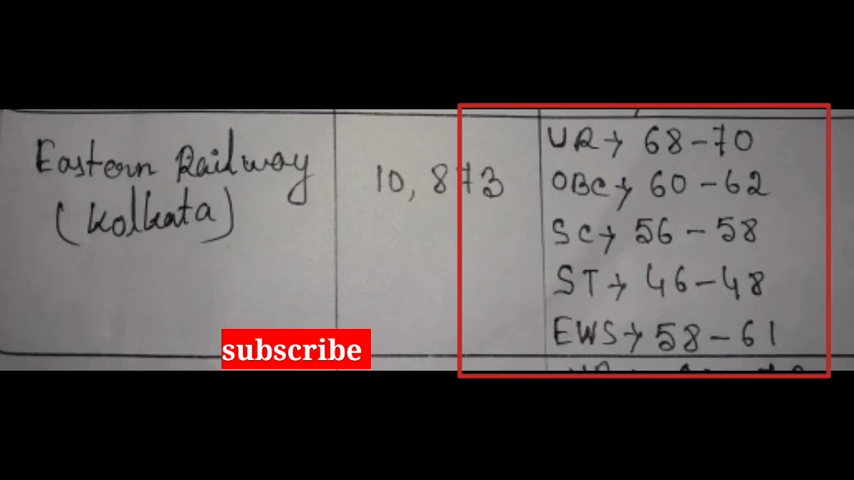 Eastern Railway
(Kolkata)
10, 873
UR → 68-70
OBC → 60-62
SC → 56-58
ST → 46-48
EWS → 58-61
subscribe